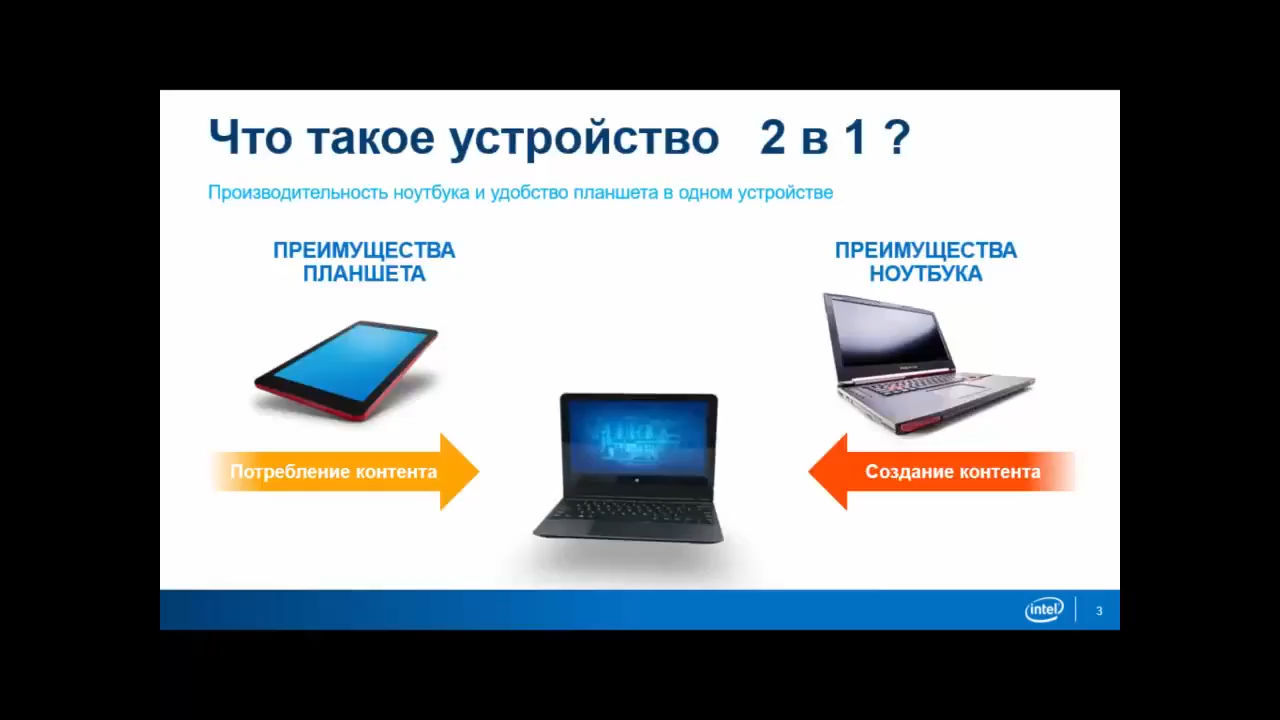 Что такое устройство 2 в 1 ?
Производительность ноутбука и удобство планшета в одном устройстве
ПРЕИМУЩЕСТВА
ПЛАНШЕТА
ПРЕИМУЩЕСТВА
НОУТБУКА
Потребление контента
Создание контента
intel
3